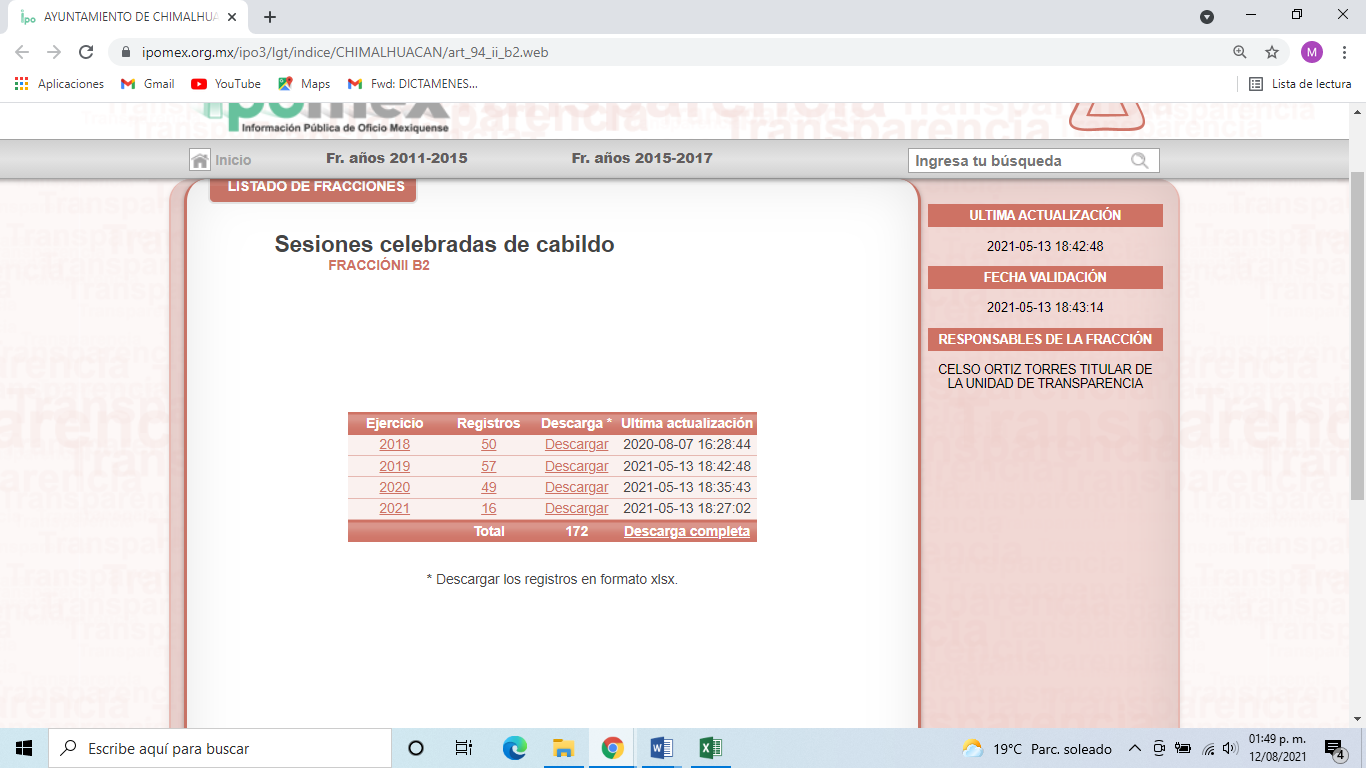 AYUNTAMIENTO DE CHIMALHUA
ipomex.org.mx/ipo3/lgt/indice/CHIMALHUACAN/art_94_ii_b2.web
M
Aplicaciones Gmail YouTube Maps Fwd: DICTAMENES... Lista de lectura
ipomex
Información Pública de Oficio Mexiquense
Inicio Fr. años 2011-2015 Fr. años 2015-2017 Ingresa tu búsqueda
LISTADO DE FRACCIONES
Sesiones celebradas de cabildo
FRACCIÓNII B2
ULTIMA ACTUALIZACIÓN
2021-05-13 18:42:48
FECHA VALIDACIÓN
2021-05-13 18:43:14
RESPONSABLES DE LA FRACCIÓN
CELSO ORTIZ TORRES TITULAR DE
LA UNIDAD DE TRANSPARENCIA
Ejercicio Registros Descarga * Ultima actualización
2018 50 Descargar 2020-08-07 16:28:44
2019 57 Descargar 2021-05-13 18:42:48
2020 49 Descargar 2021-05-13 18:35:43
2021 16 Descargar 2021-05-13 18:27:02
Total 172 Descarga completa
* Descargar los registros en formato xlsx.
Escribe aquí para buscar
19°C Parc. soleado
01:49 p. m.
12/08/2021
4